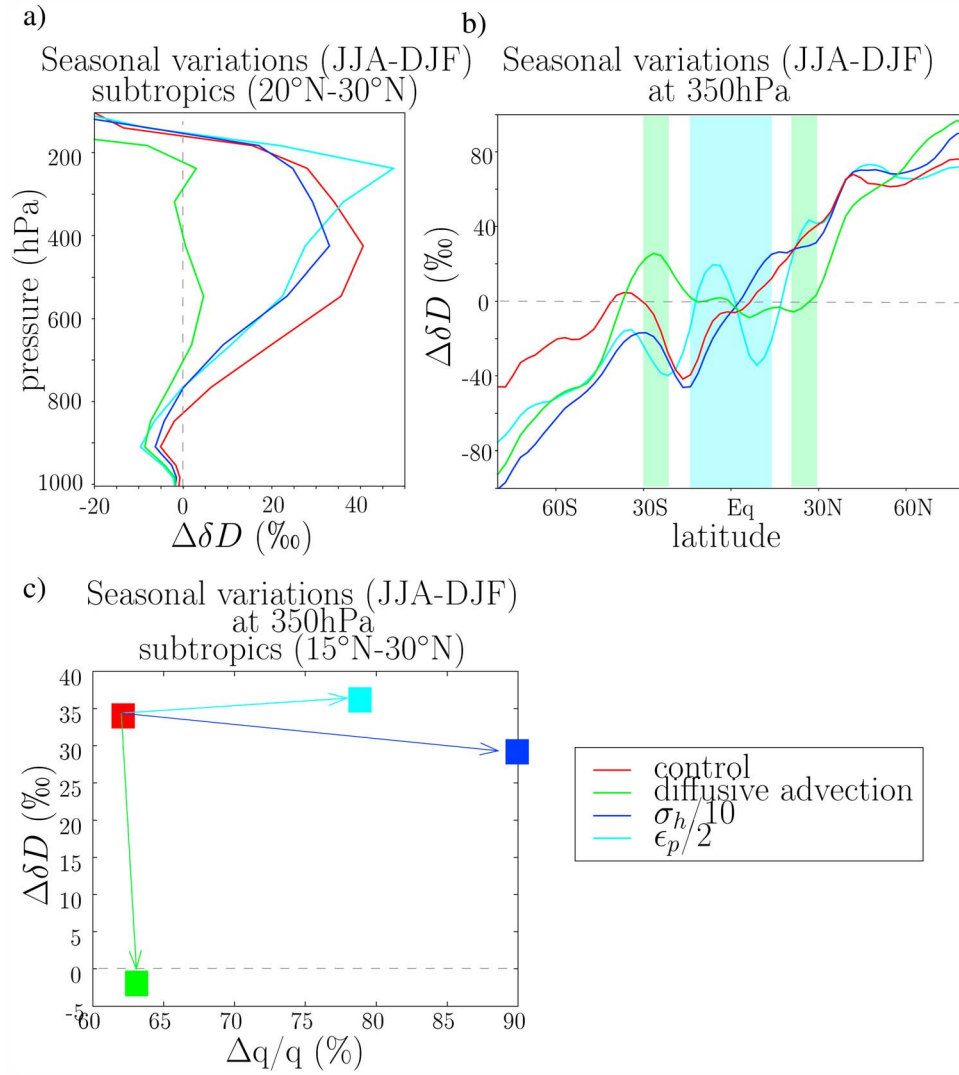 a)
Seasonal variations (JJA-DJF)
subtropics (20°N-30°N)
pressure (hPa)
200
400
600
800
1000
-20
0
20
40
ΔδD (‰)
b)
Seasonal variations (JJA-DJF)
at 350hPa
ΔδD (‰)
80
40
0
-40
-80
60S
30S
Eq
30N
60N
latitude
c)
Seasonal variations (JJA-DJF)
at 350hPa
subtropics (15°N-30°N)
ΔδD (‰)
40
35
30
25
20
15
10
5
0
-5
60
65
70
75
80
85
90
Δq/q (%)
control
diffusive advection
σ_h/10
ϵ_p/2